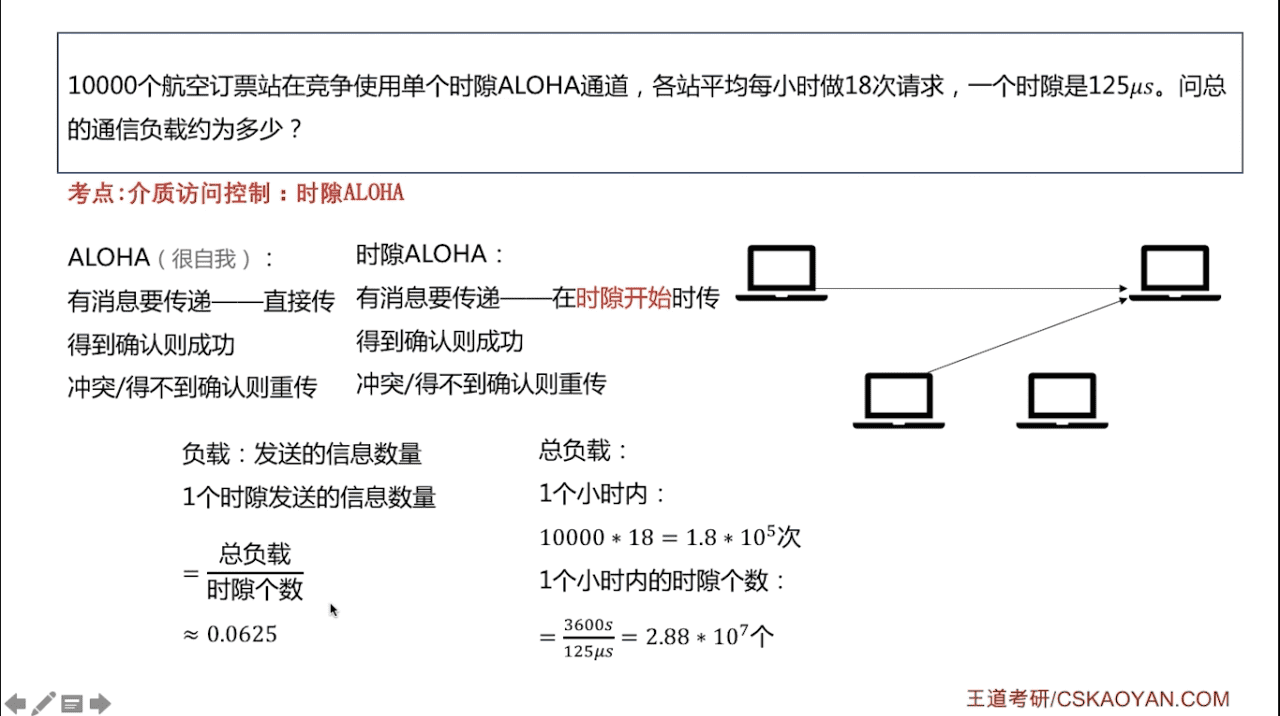 10000个航空订票站在竞争使用单个时隙ALOHA通道，各站平均每小时做18次请求，一个时隙是125μs。问总
的通信负载约为多少？
考点:介质访问控制：时隙ALOHA
ALOHA（很自我）：
有消息要传递——直接传
得到确认则成功
冲突/得不到确认则重传
时隙ALOHA：
有消息要传递——在时隙开始时传
得到确认则成功
冲突/得不到确认则重传
负载：发送的信息数量
1个时隙发送的信息数量
= 总负载/时隙个数
≈ 0.0625
总负载：
1个小时内：
10000 * 18 = 1.8 * 10⁵次
1个小时内的时隙个数：
= 3600s/125μs = 2.88 * 10⁷个
王道考研/CSKAOYAN.COM